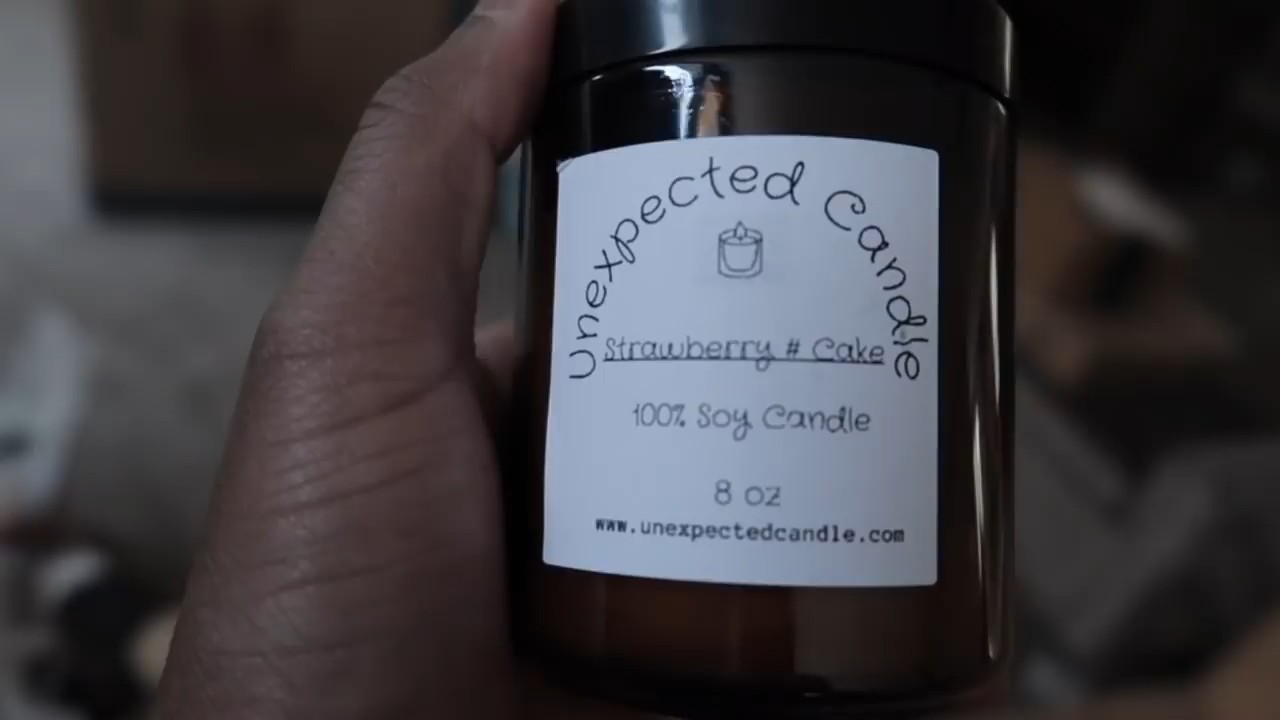 Unexpected Candle
Strawberry # Cake
100% Soy Candle
8 oz
www.unexpectedcandle.com